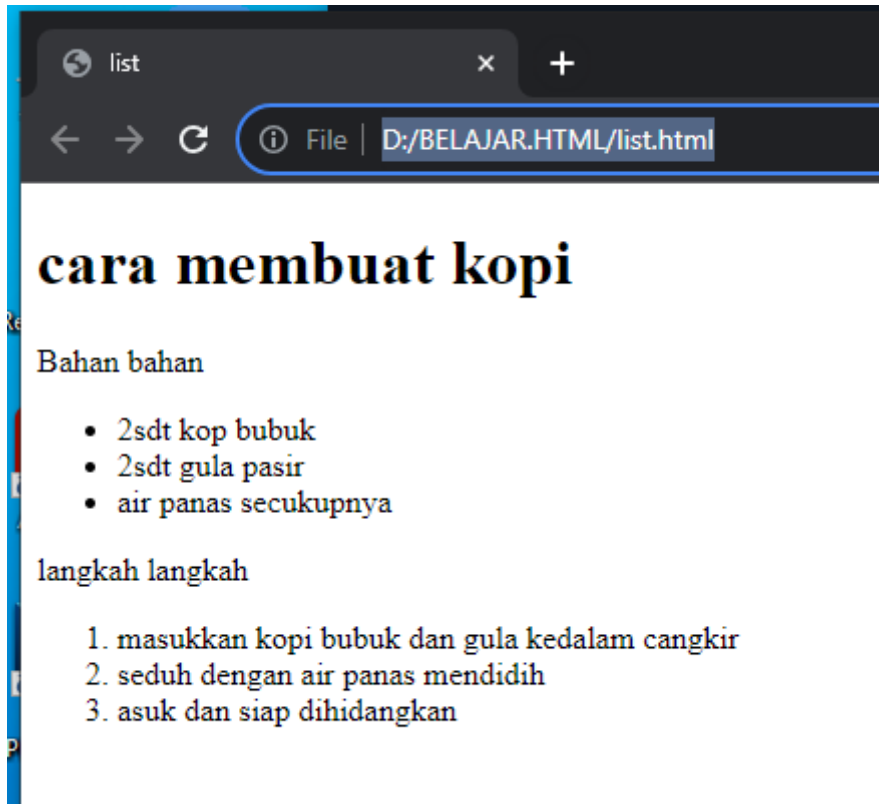 list
File D:/BELAJAR.HTML/list.html
cara membuat kopi
Bahan bahan
• 2sdt kop bubuk
• 2sdt gula pasir
• air panas secukupnya
langkah langkah
1. masukkan kopi bubuk dan gula kedalam cangkir
2. seduh dengan air panas mendidih
3. asuk dan siap dihidangkan